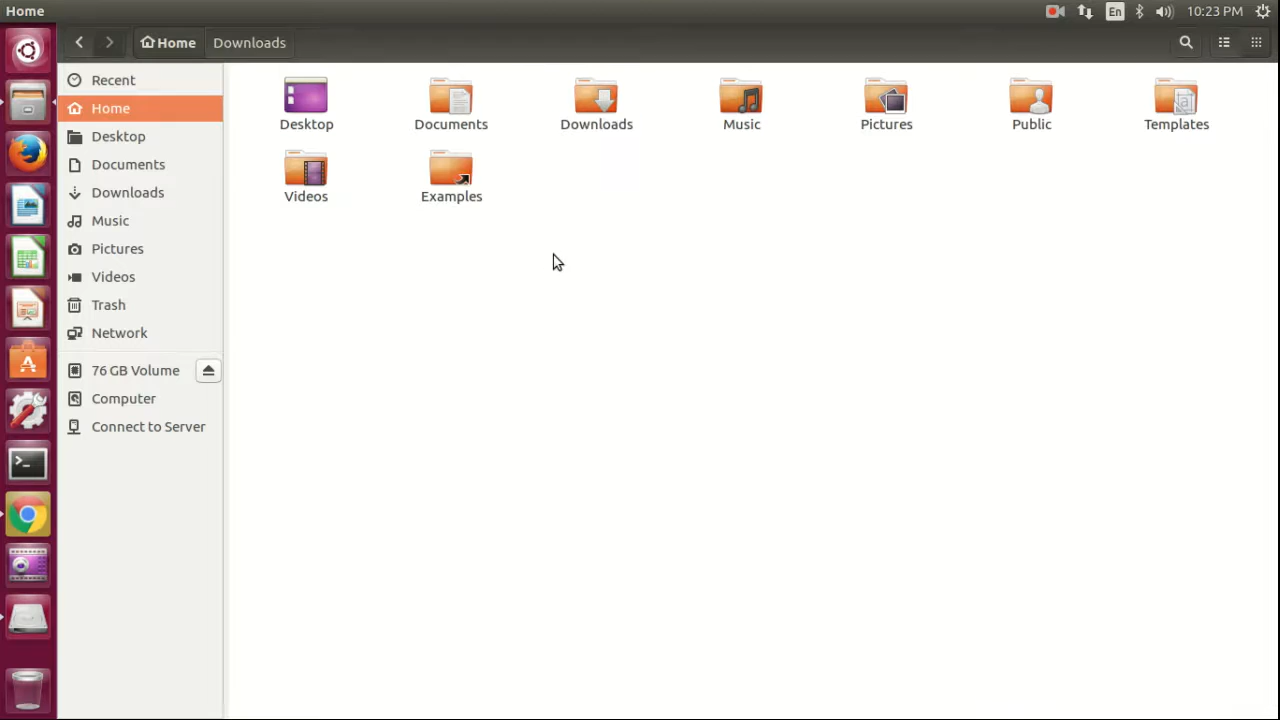 Home
En
10:23 PM
Home Downloads
Recent
Home
Desktop
Documents
Downloads
Music
Pictures
Videos
Trash
Network
76 GB Volume
Computer
Connect to Server
Desktop Documents Downloads Music Pictures Public Templates
Videos Examples